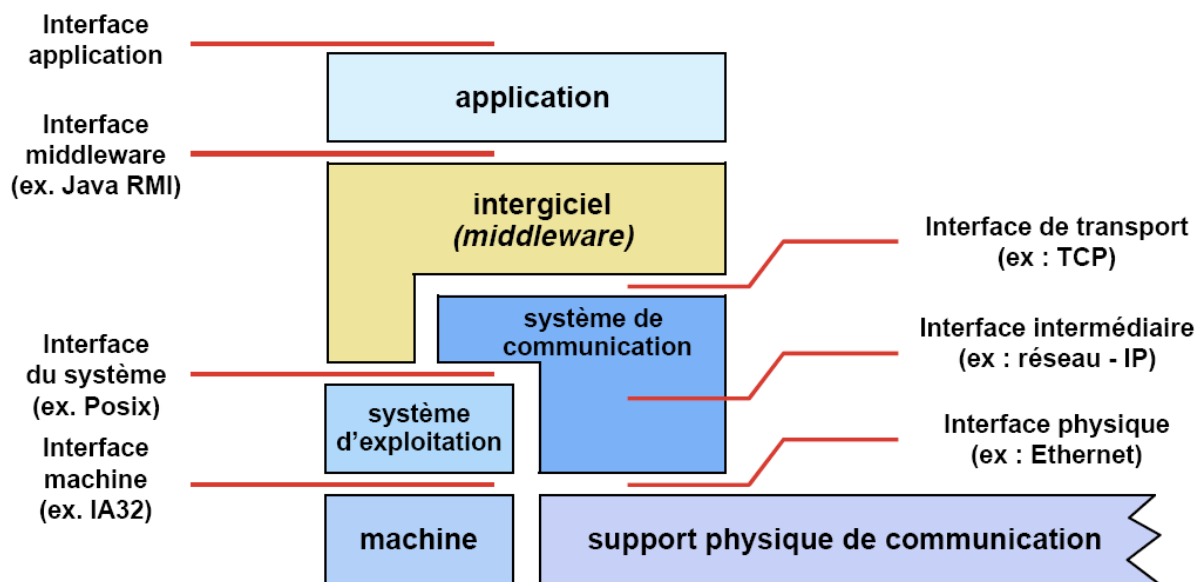 Interface
application
application
Interface
middleware
(ex. Java RMI)
intergiciel
(middleware)
Interface de transport
(ex : TCP)
système de
communication
Interface intermédiaire
(ex : réseau - IP)
Interface
du système
(ex. Posix)
système
d’exploitation
Interface physique
(ex : Ethernet)
Interface
machine
(ex. IA32)
machine
support physique de communication